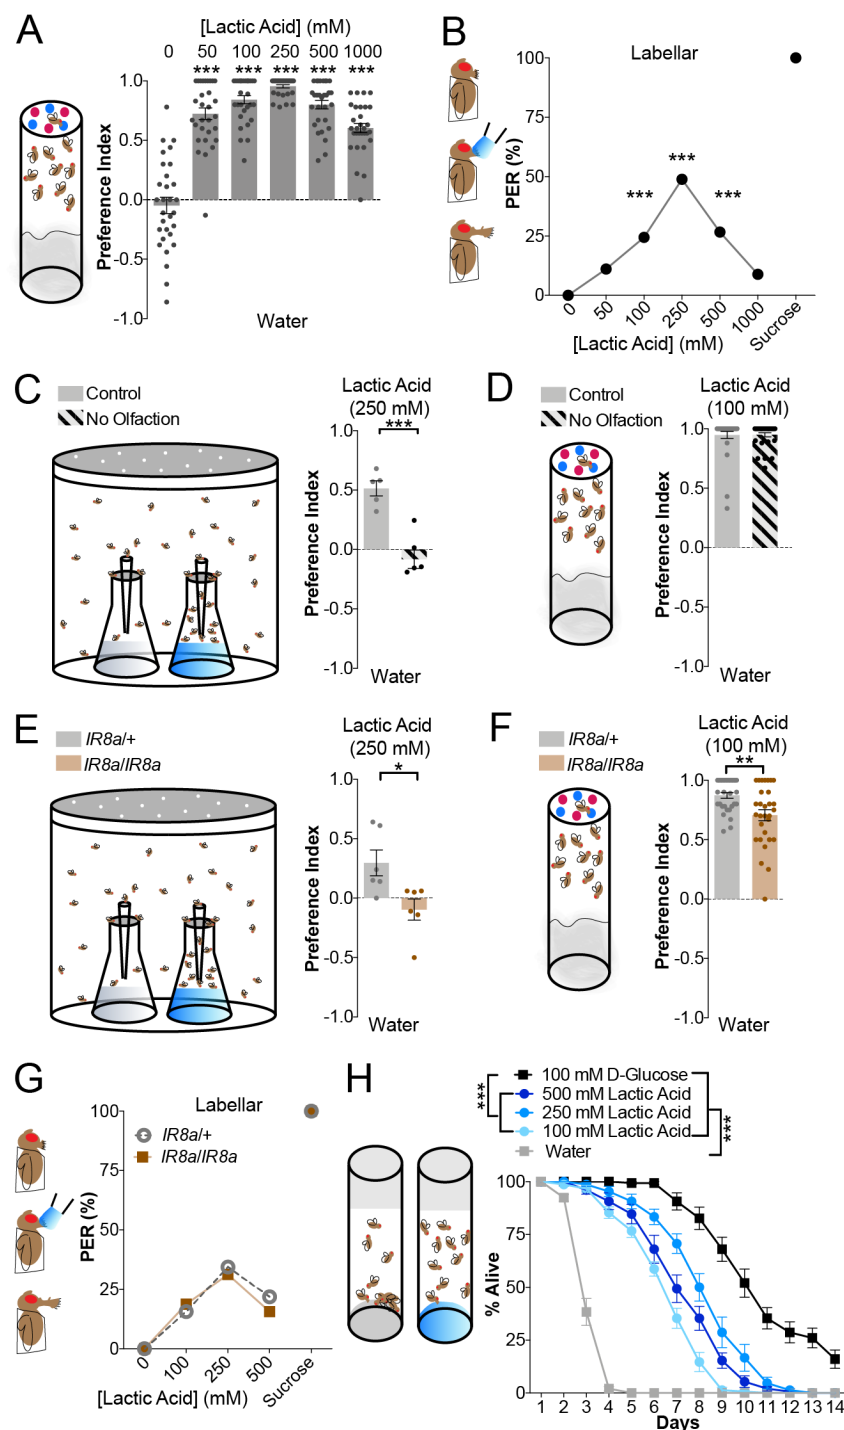 A
[Lactic Acid] (mM)
0 50 100 250 500 1000
*** *** *** *** ***
1.0
0.5
0.0
-0.5
-1.0
Preference Index
Water
B
Labellar
100
75
50
25
0
PER (%)
*** *** ***
0 50 100 250 500 1000 Sucrose
[Lactic Acid] (mM)
C
Control
No Olfaction
Lactic Acid
(250 mM)
***
1.0
0.5
0.0
-0.5
-1.0
Preference Index
Water
D
Control
No Olfaction
Lactic Acid
(100 mM)
1.0
0.5
0.0
-0.5
-1.0
Preference Index
Water
E
IR8a/+
IR8a/IR8a
Lactic Acid
(250 mM)
*
1.0
0.5
0.0
-0.5
-1.0
Preference Index
Water
F
IR8a/+
IR8a/IR8a
Lactic Acid
(100 mM)
**
1.0
0.5
0.0
-0.5
-1.0
Preference Index
Water
G
Labellar
IR8a/+
IR8a/IR8a
100
75
50
25
0
PER (%)
0 100 250 500 Sucrose
[Lactic Acid] (mM)
H
100 mM D-Glucose
500 mM Lactic Acid
250 mM Lactic Acid
100 mM Lactic Acid
Water
***
***
100
75
50
25
0
% Alive
1 2 3 4 5 6 7 8 9 10 11 12 13 14
Days